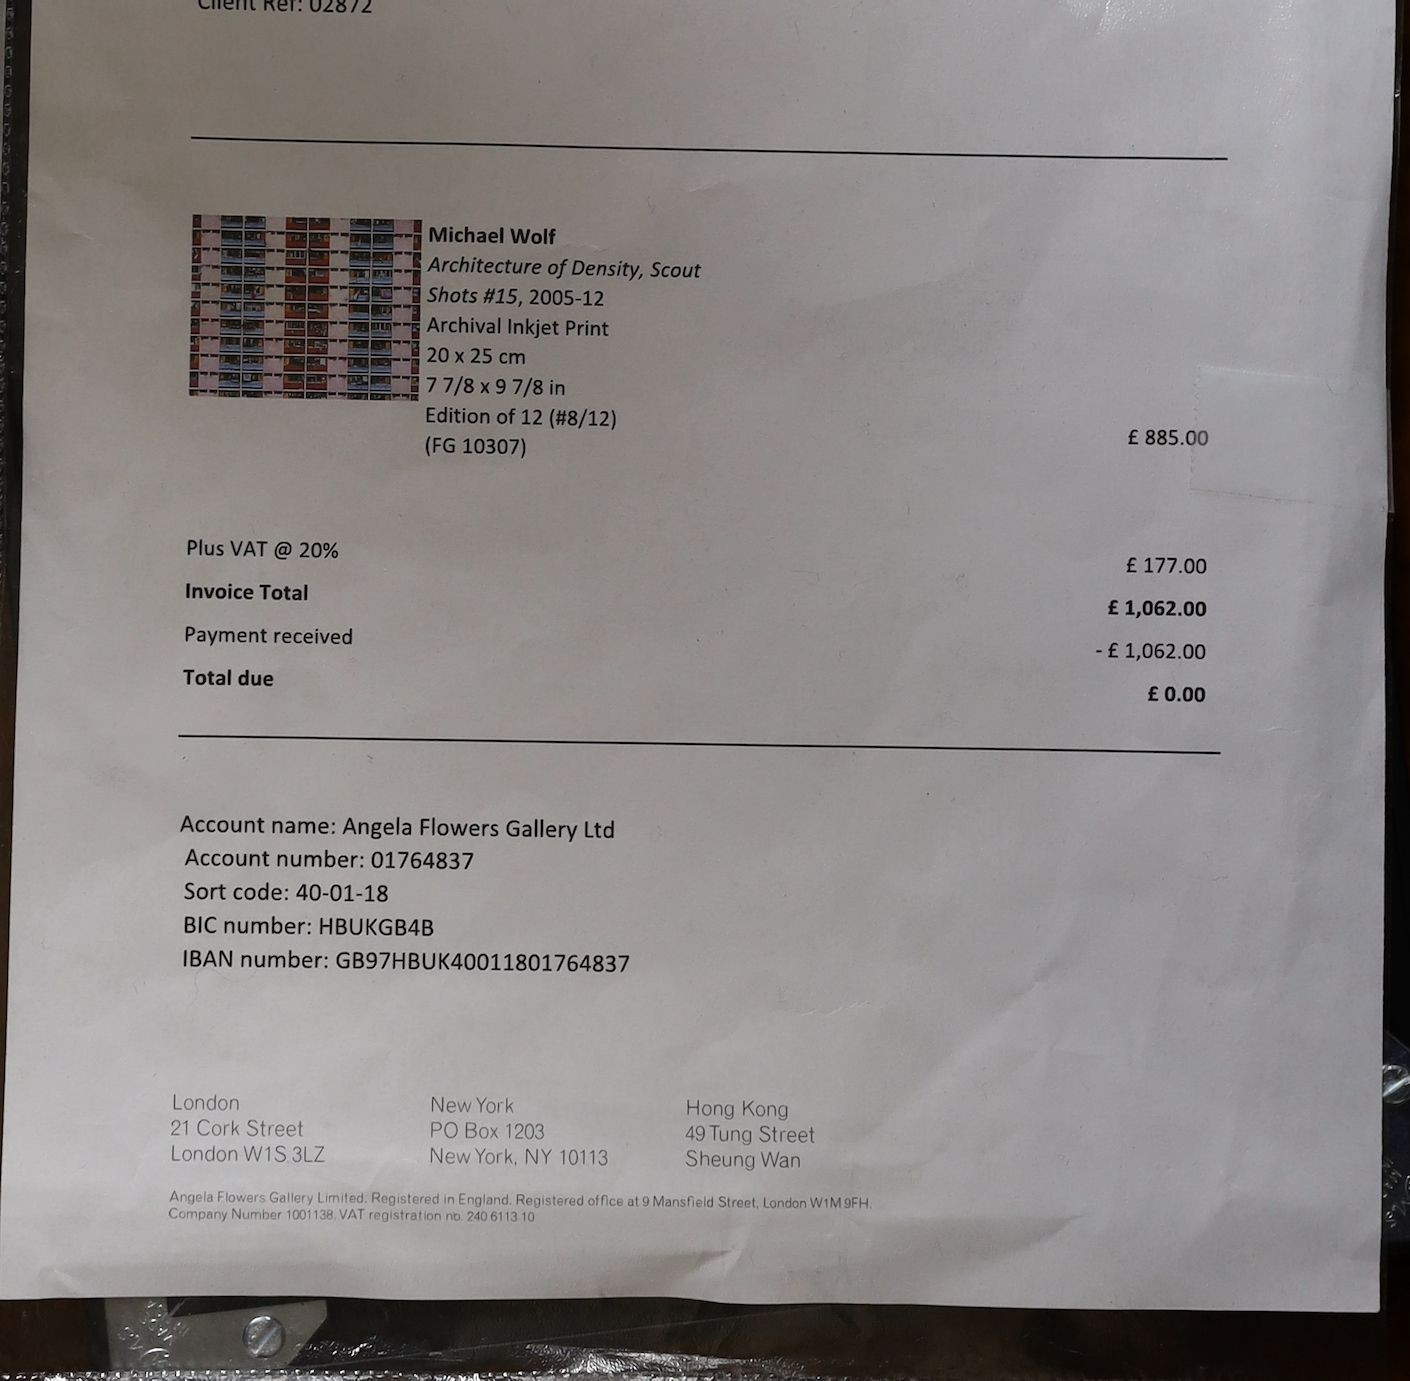 Client Ref: 02872
Michael Wolf
Architecture of Density, Scout
Shots #15, 2005-12
Archival Inkjet Print
20 x 25 cm
7 7/8 x 9 7/8 in
Edition of 12 (#8/12)
(FG 10307)
£ 885.00
Plus VAT @ 20%
£ 177.00
Invoice Total
£ 1,062.00
Payment received
- £ 1,062.00
Total due
£ 0.00
Account name: Angela Flowers Gallery Ltd
Account number: 01764837
Sort code: 40-01-18
BIC number: HBUKGB4B
IBAN number: GB97HBUK40011801764837
London
21 Cork Street
London W1S 3LZ
New York
PO Box 1203
New York, NY 10113
Hong Kong
49 Tung Street
Sheung Wan
Angela Flowers Gallery Limited. Registered in England. Registered office at 9 Mansfield Street, London W1M 9FH.
Company Number 1001138. VAT registration no. 240 6113 10